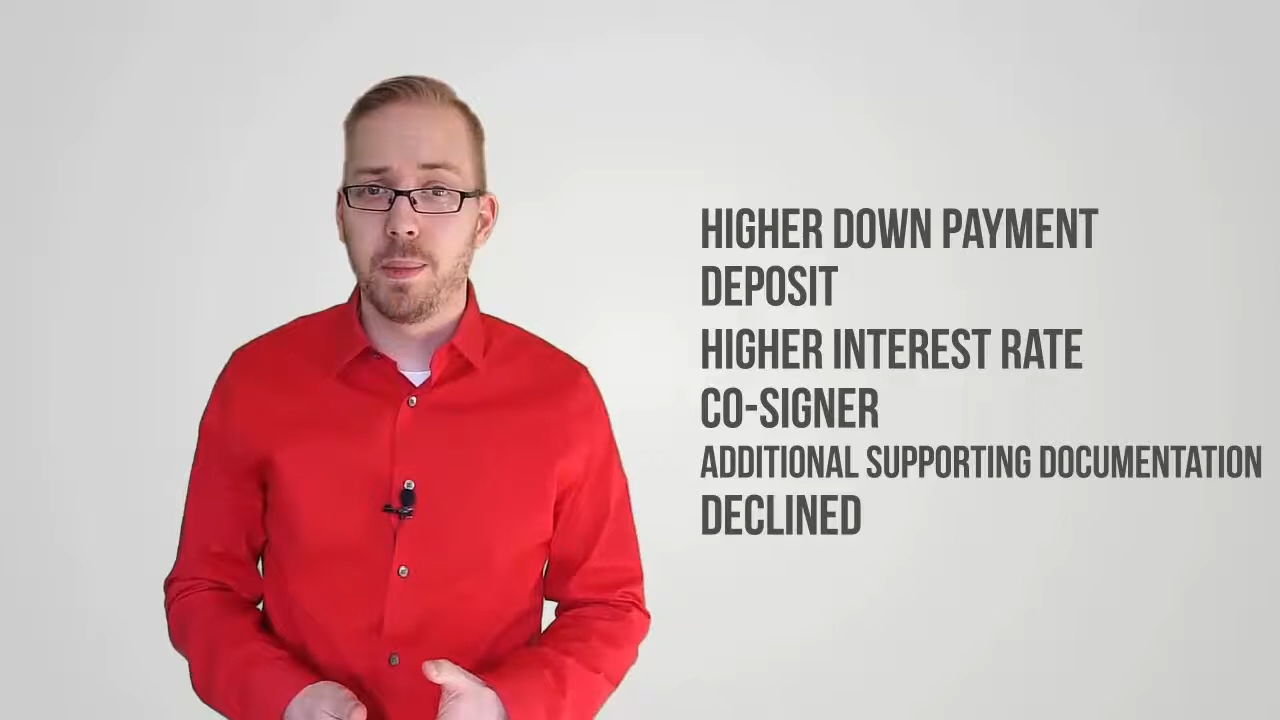 HIGHER DOWN PAYMENT
DEPOSIT
HIGHER INTEREST RATE
CO-SIGNER
ADDITIONAL SUPPORTING DOCUMENTATION
DECLINED